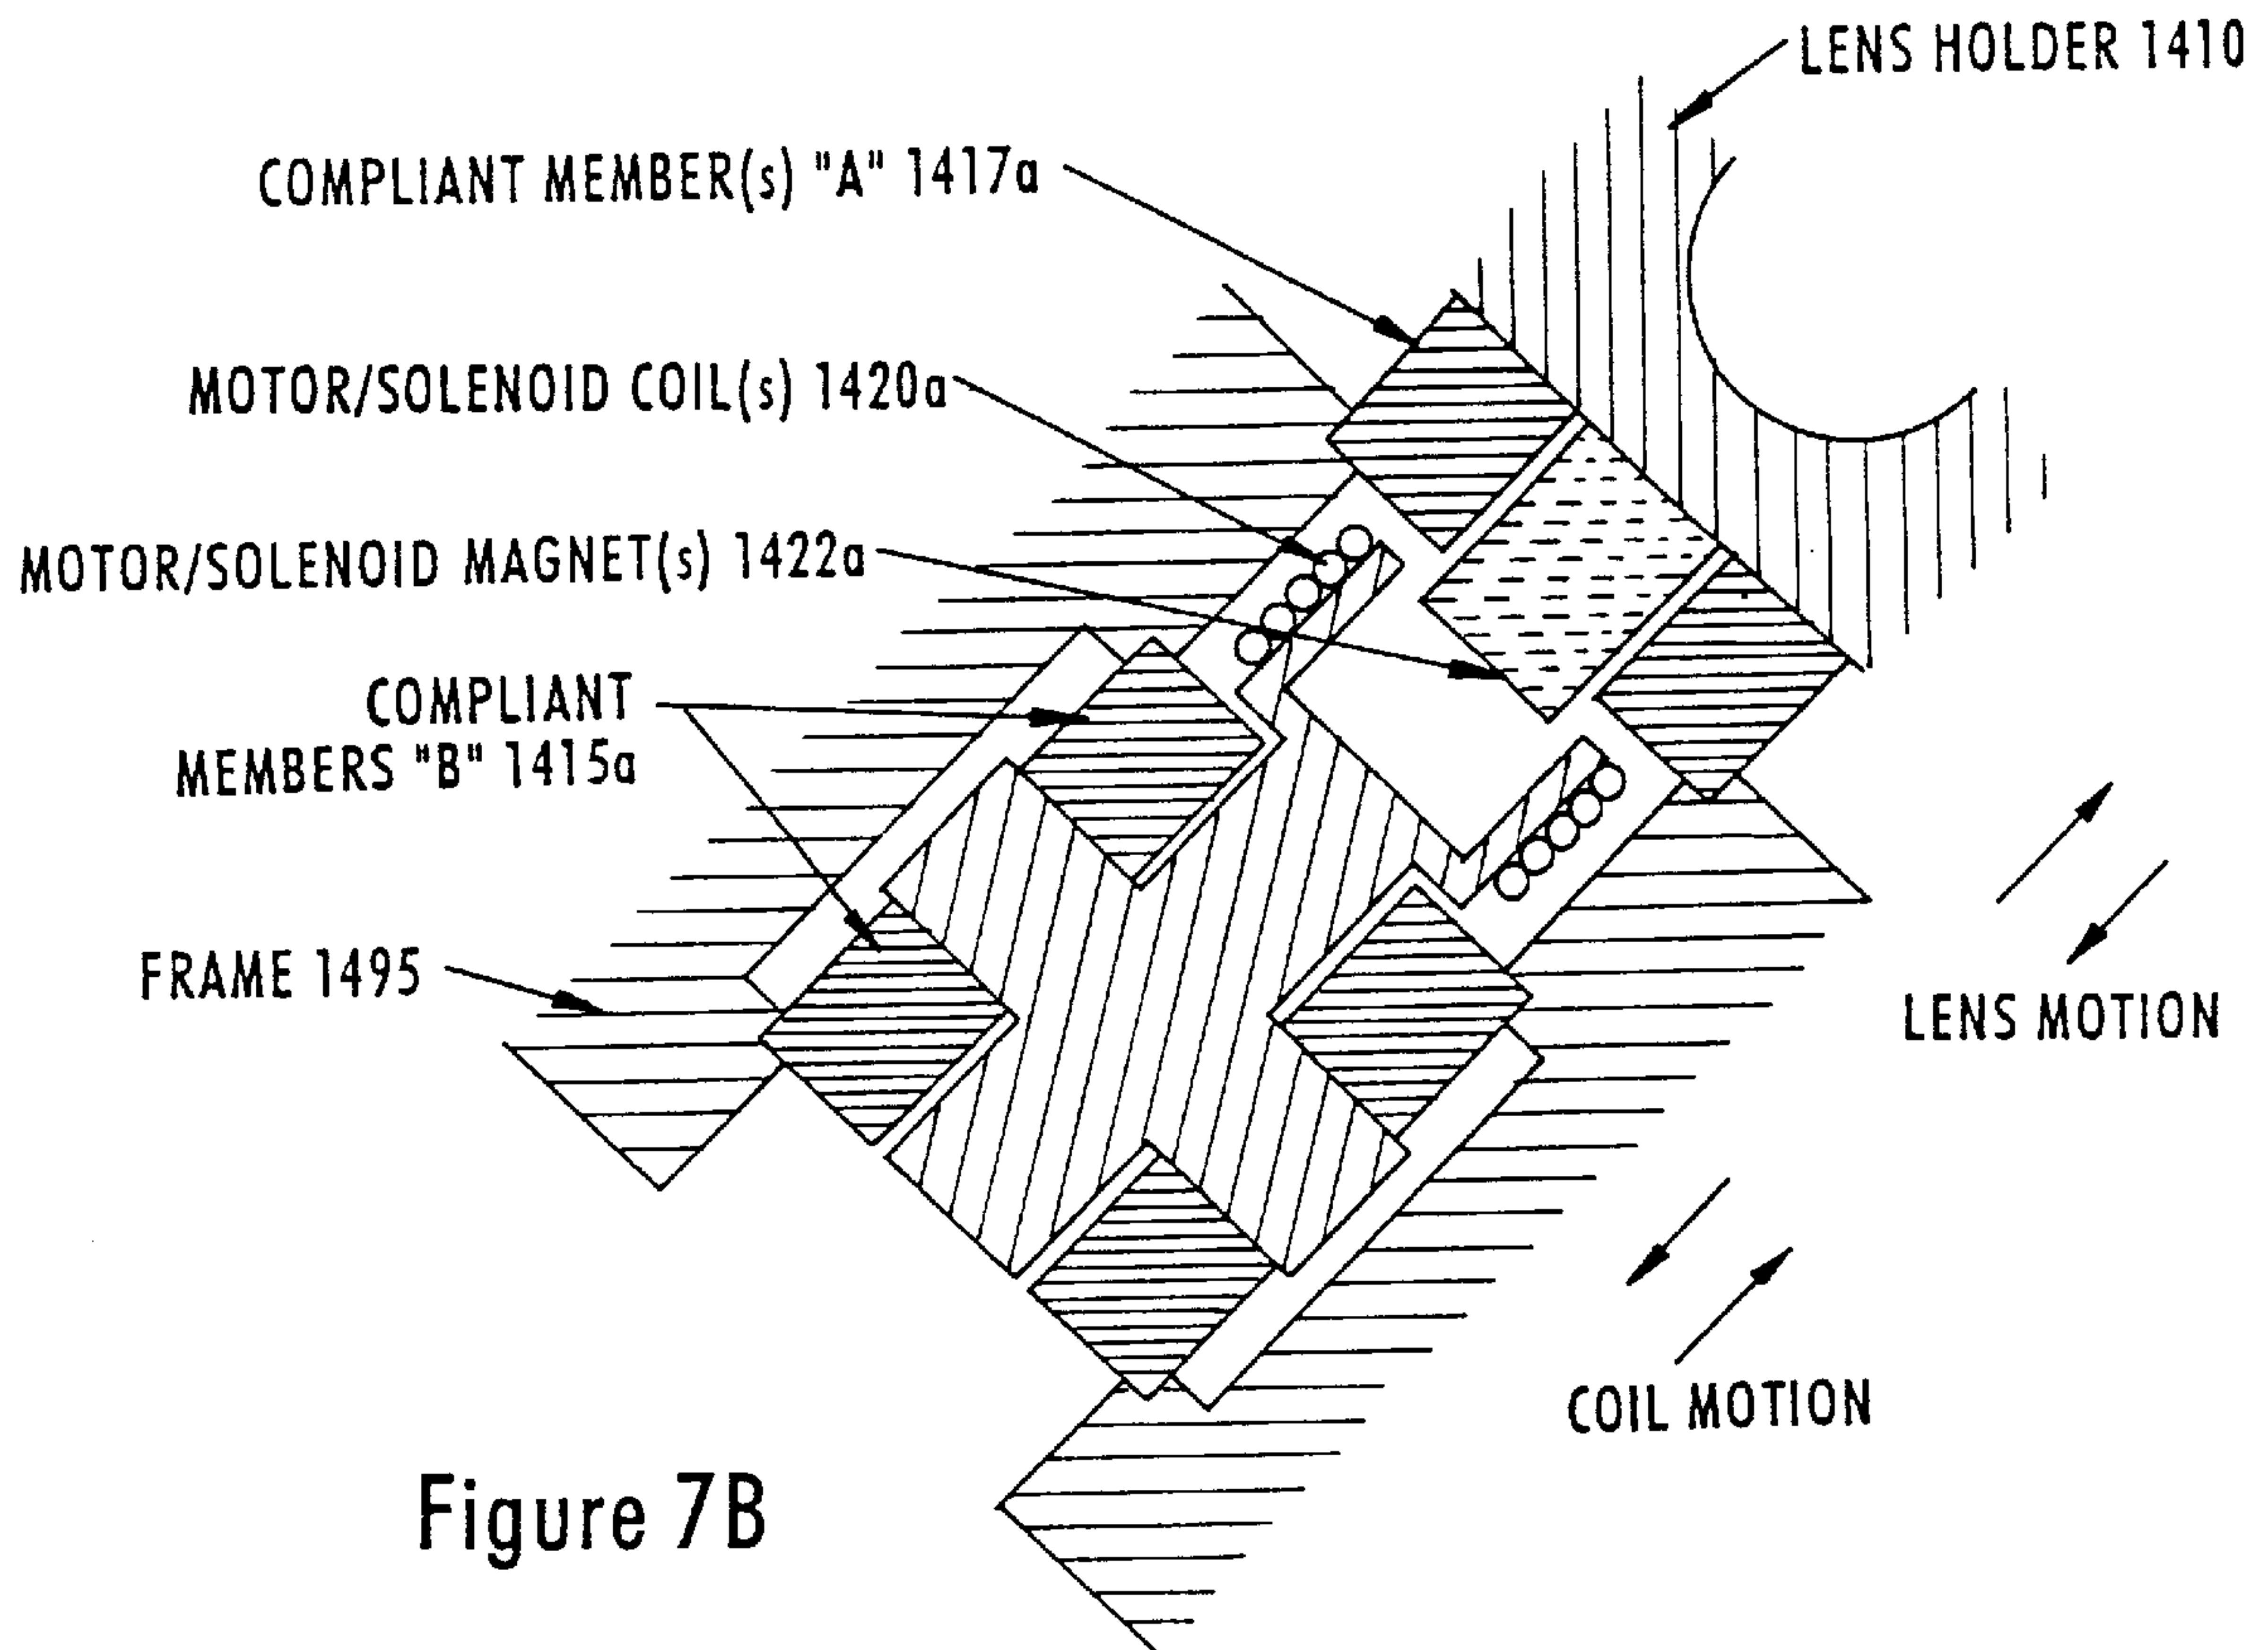 LENS HOLDER 1410
COMPLIANT MEMBER(s) "A" 1417a
MOTOR/SOLENOID COIL(s) 1420a
MOTOR/SOLENOID MAGNET(s) 1422a
COMPLIANT
MEMBERS "B" 1415a
FRAME 1495
LENS MOTION
COIL MOTION
Figure 7B